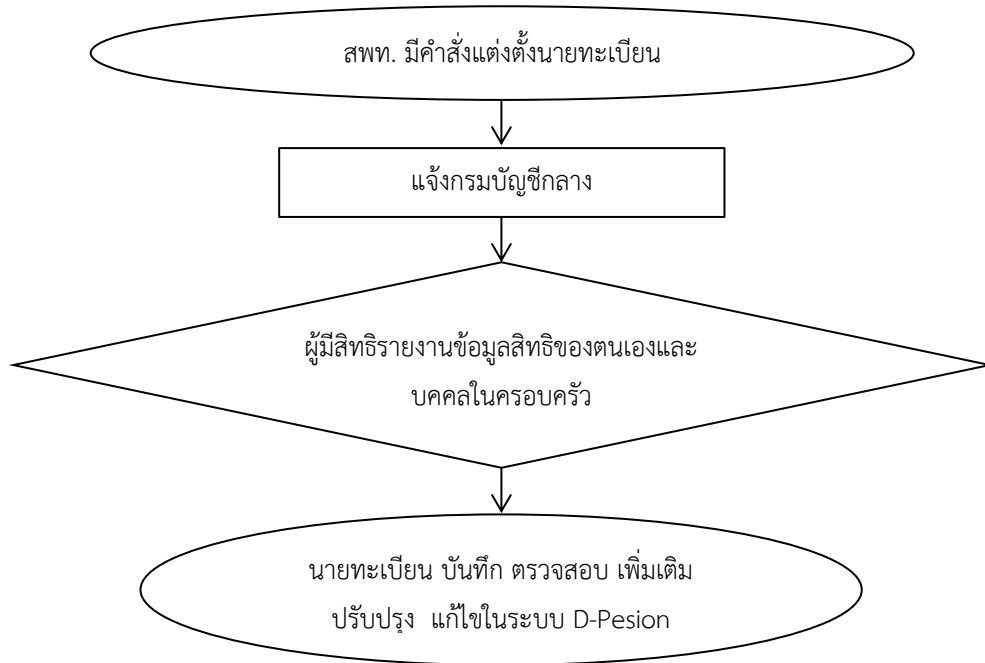 สพท. มีคำสั่งแต่งตั้งนายทะเบียน
แจ้งกรมบัญชีกลาง
ผู้มีสิทธิรายงานข้อมูลสิทธิของตนเองและ
บคคลในครอบครัว
นายทะเบียน บันทึก ตรวจสอบ เพิ่มเติม
ปรับปรุง แก้ไขในระบบ D-Pesion